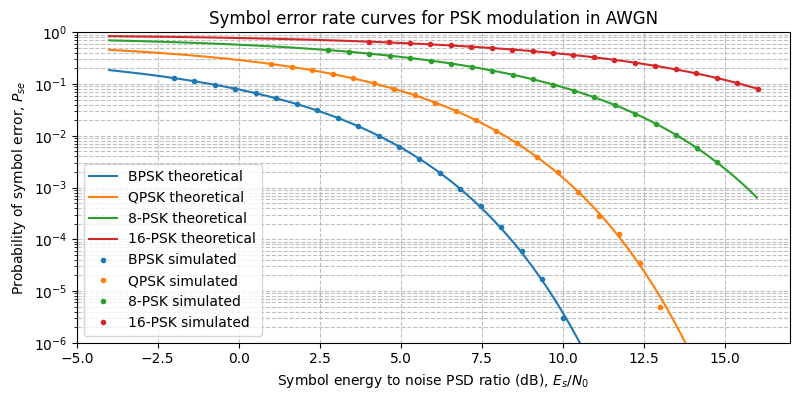 Symbol error rate curves for PSK modulation in AWGN
Probability of symbol error, $P_{se}$
10⁰
10⁻¹
10⁻²
10⁻³
10⁻⁴
10⁻⁵
10⁻⁶
BPSK theoretical
QPSK theoretical
8-PSK theoretical
16-PSK theoretical
BPSK simulated
QPSK simulated
8-PSK simulated
16-PSK simulated
−5.0 −2.5 0.0 2.5 5.0 7.5 10.0 12.5 15.0
Symbol energy to noise PSD ratio (dB), $E_s/N_0$